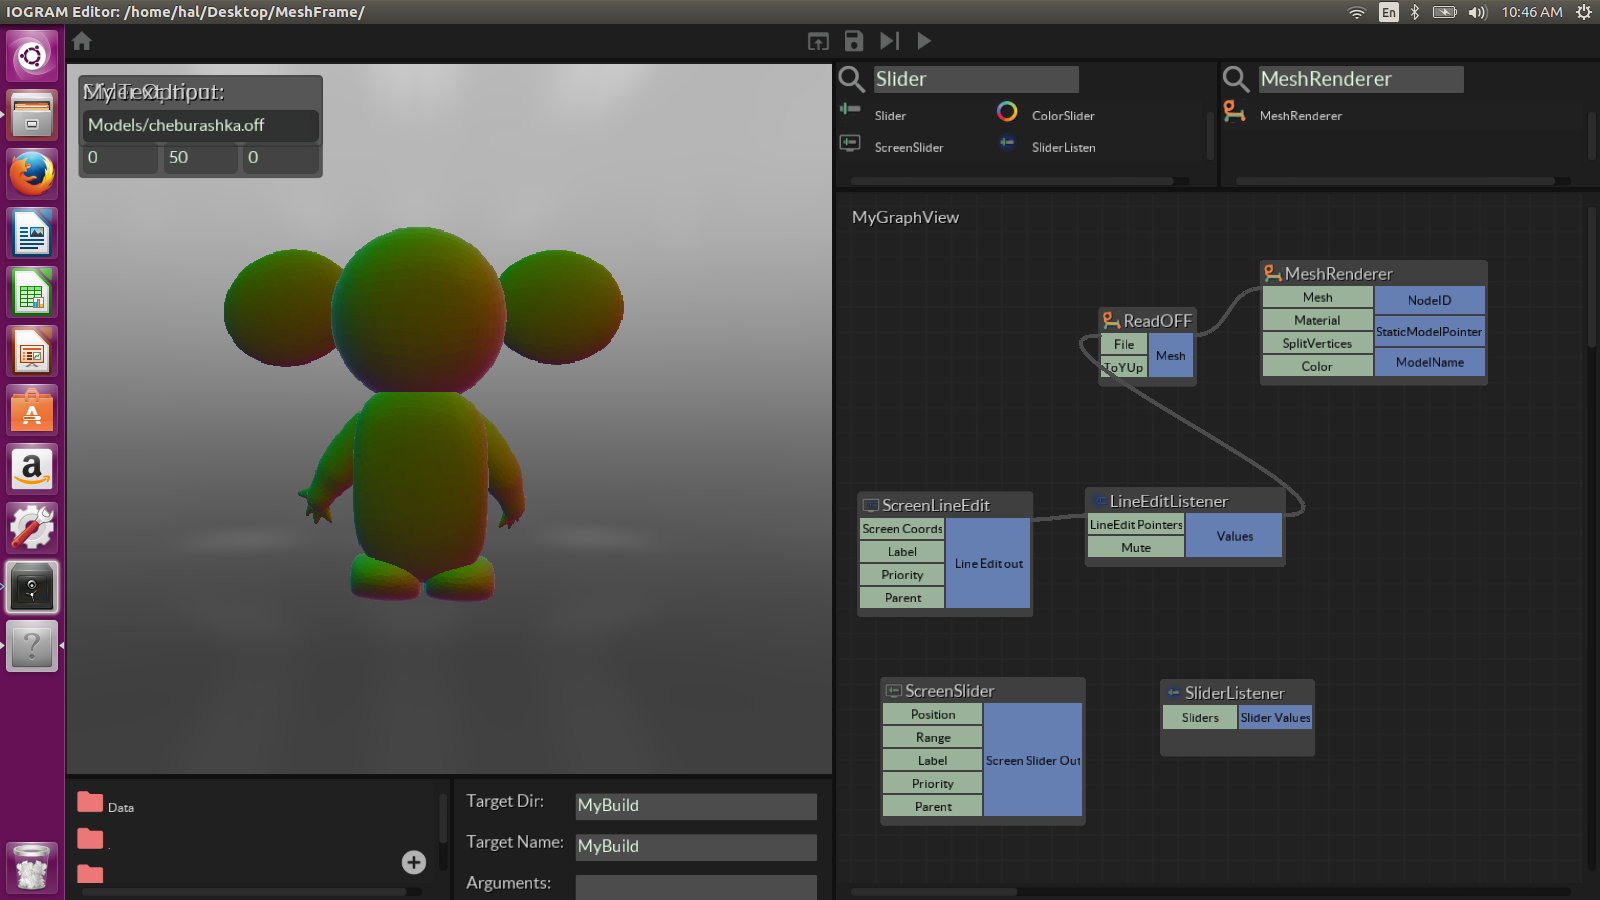 IOGRAM Editor: /home/hal/Desktop/MeshFrame/
En
10:46 AM
My Text Input:
Models/cheburashka.off
0 50 0
Slider
Slider
ColorSlider
ScreenSlider
SliderListen
MeshRenderer
MeshRenderer
MyGraphView
MeshRenderer
Mesh
Material
SplitVertices
Color
NodeID
StaticModelPointer
ModelName
ReadOFF
File
ToYUp
Mesh
ScreenLineEdit
Screen Coords
Label
Priority
Parent
Line Edit out
LineEditListener
LineEdit Pointers
Mute
Values
ScreenSlider
Position
Range
Label
Priority
Parent
Screen Slider Out
SliderListener
Sliders
Slider Values
Data
.
Target Dir: MyBuild
Target Name: MyBuild
Arguments: